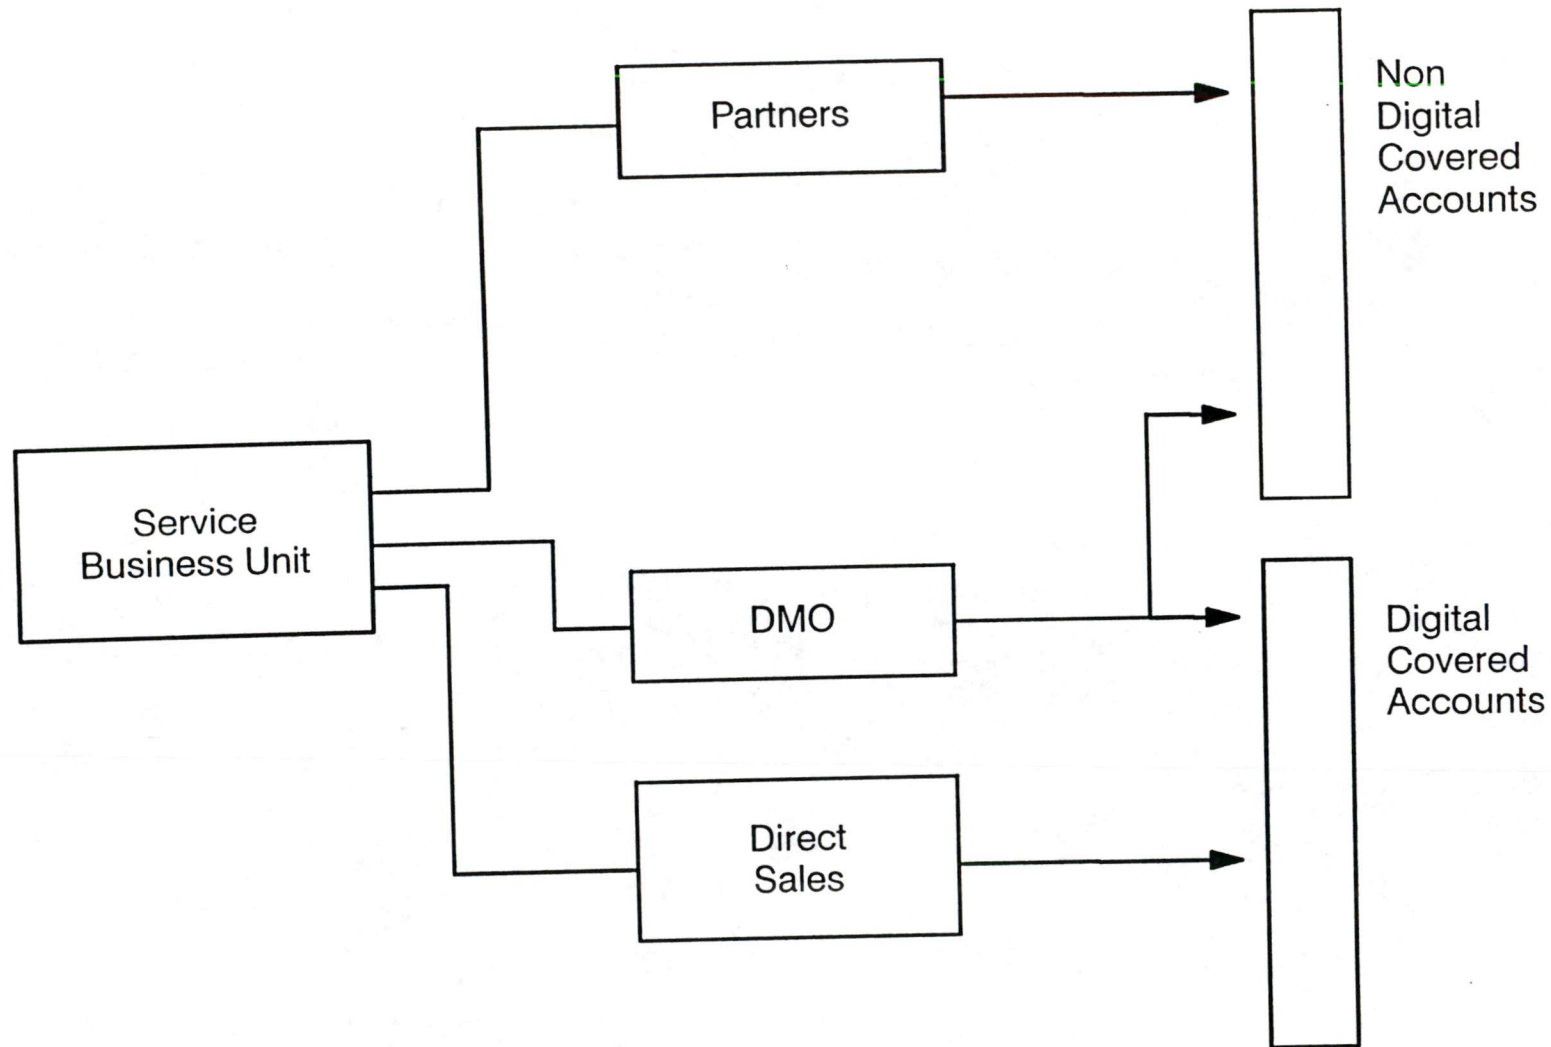 Partners
Non
Digital
Covered
Accounts
Service
Business Unit
DMO
Digital
Covered
Accounts
Direct
Sales